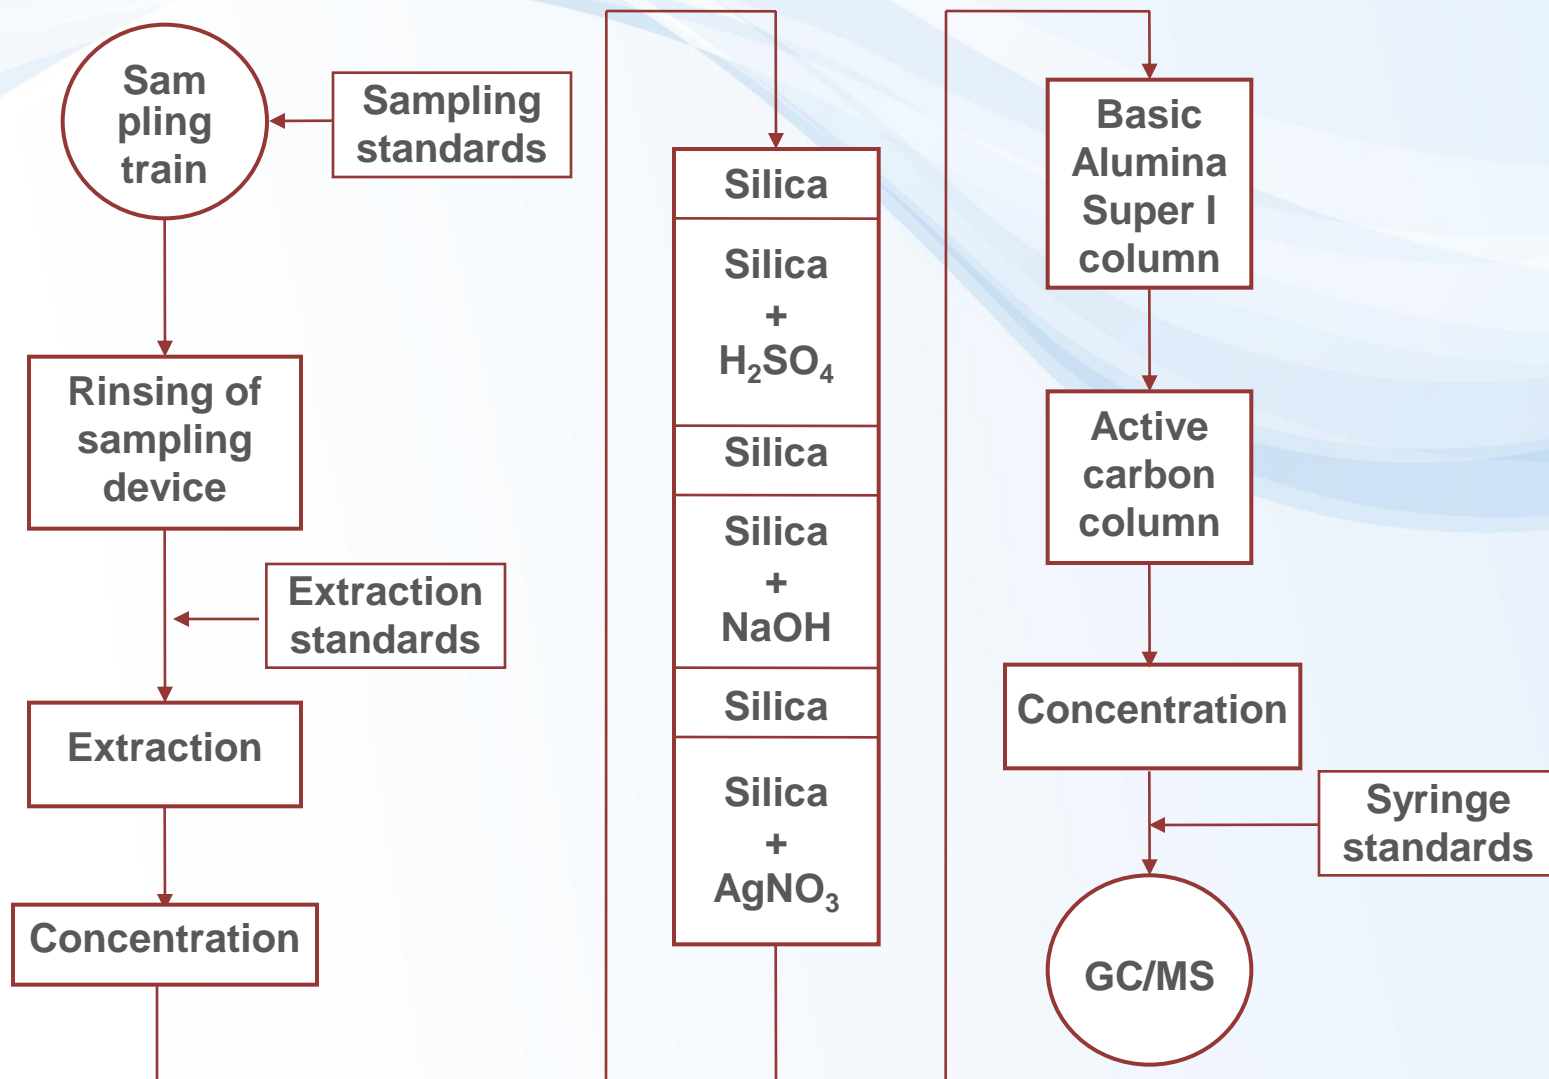 Sam
pling
train
Sampling
standards
Rinsing of
sampling
device
Extraction
standards
Extraction
Concentration
Silica
Silica
+
H₂SO₄
Silica
Silica
+
NaOH
Silica
Silica
+
AgNO₃
Basic
Alumina
Super I
column
Active
carbon
column
Concentration
Syringe
standards
GC/MS